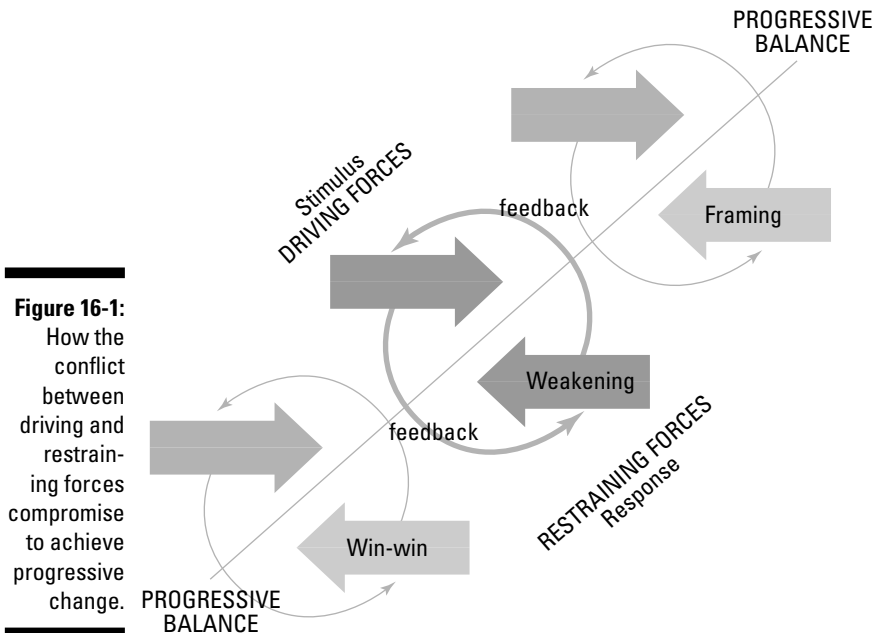 PROGRESSIVE
BALANCE
Stimulus
DRIVING FORCES
feedback
Framing
Figure 16-1:
How the
conflict
between
driving and
restrain-
ing forces
compromise
to achieve
progressive
change.
Weakening
feedback
RESTRAINING FORCES
Response
Win-win
PROGRESSIVE
BALANCE